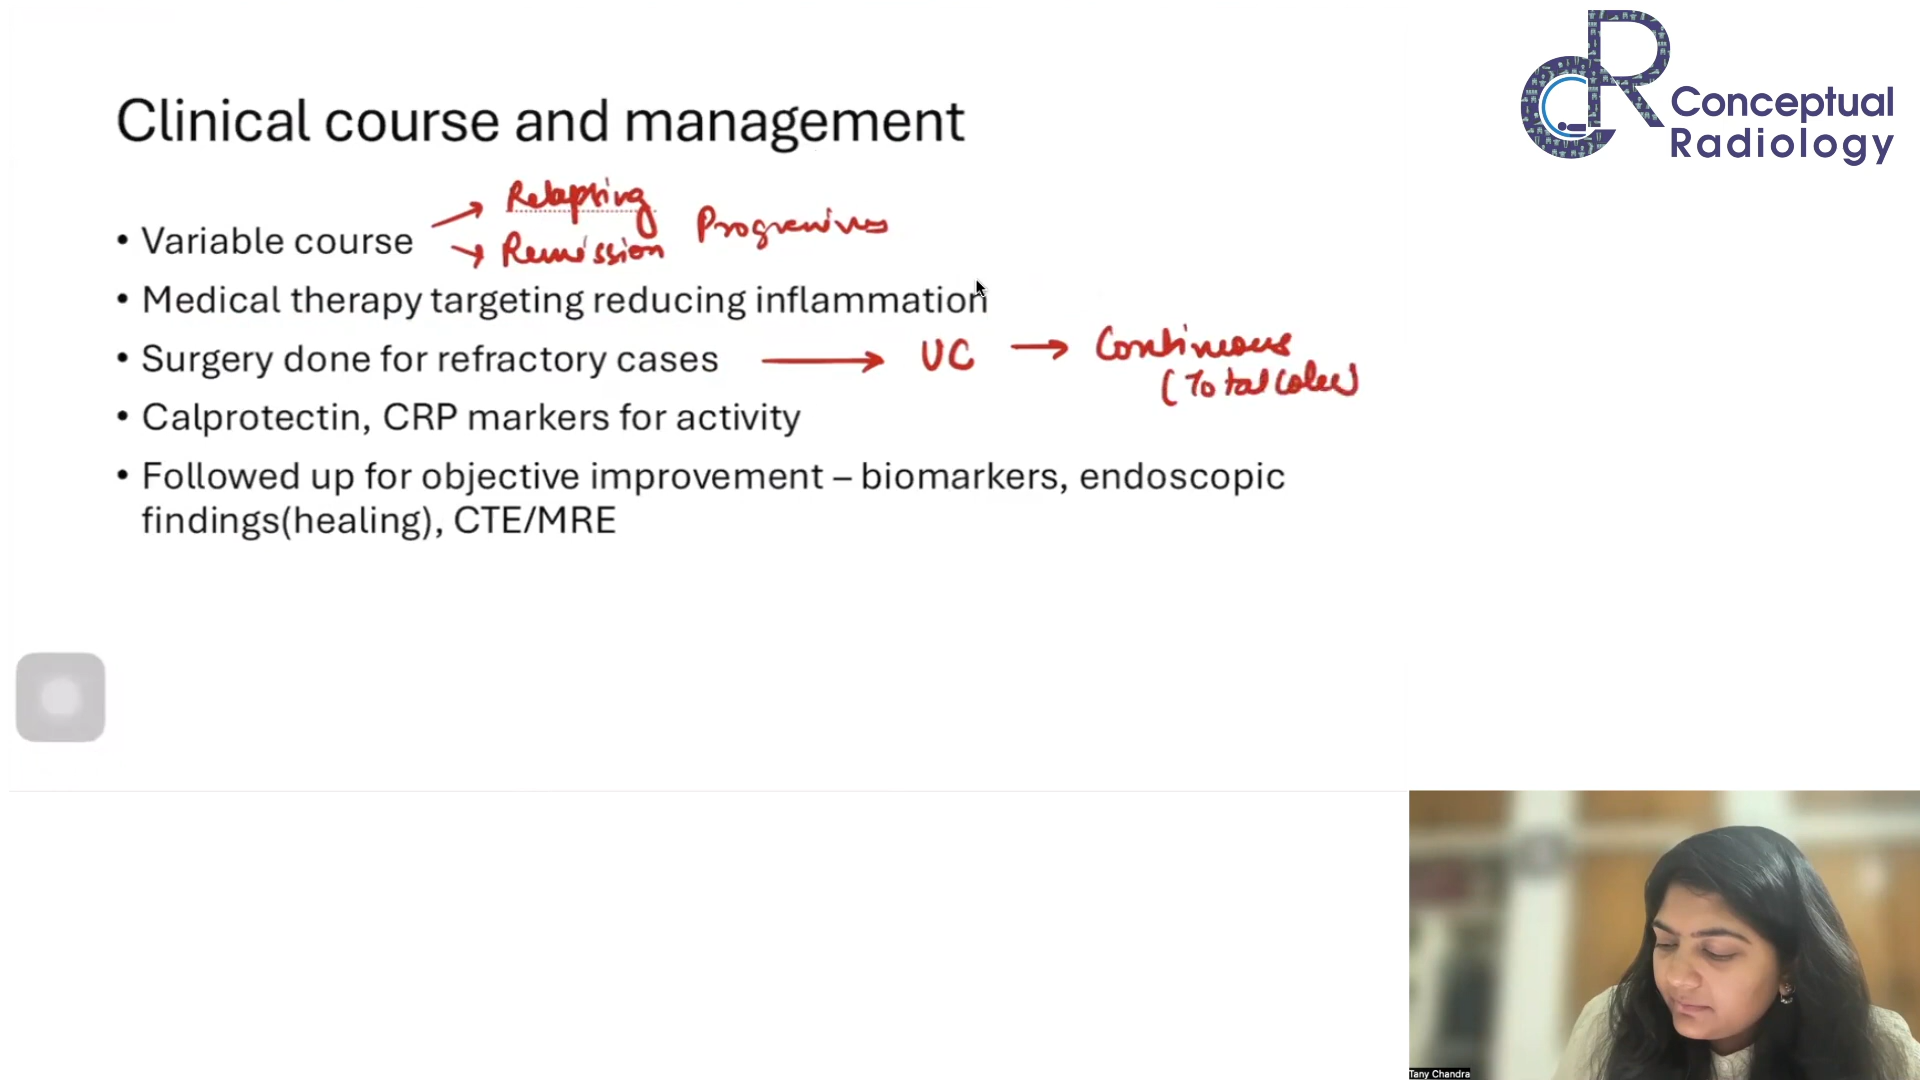 Conceptual
Radiology
Clinical course and management
Relapsing
• Variable course
Remission
• Medical therapy targeting reducing inflammation
• Surgery done for refractory cases → UC → Continuous
(Total
• Calprotectin, CRP markers for activity
• Followed up for objective improvement – biomarkers, endoscopic
findings(healing), CTE/MRE
Tany Chandra